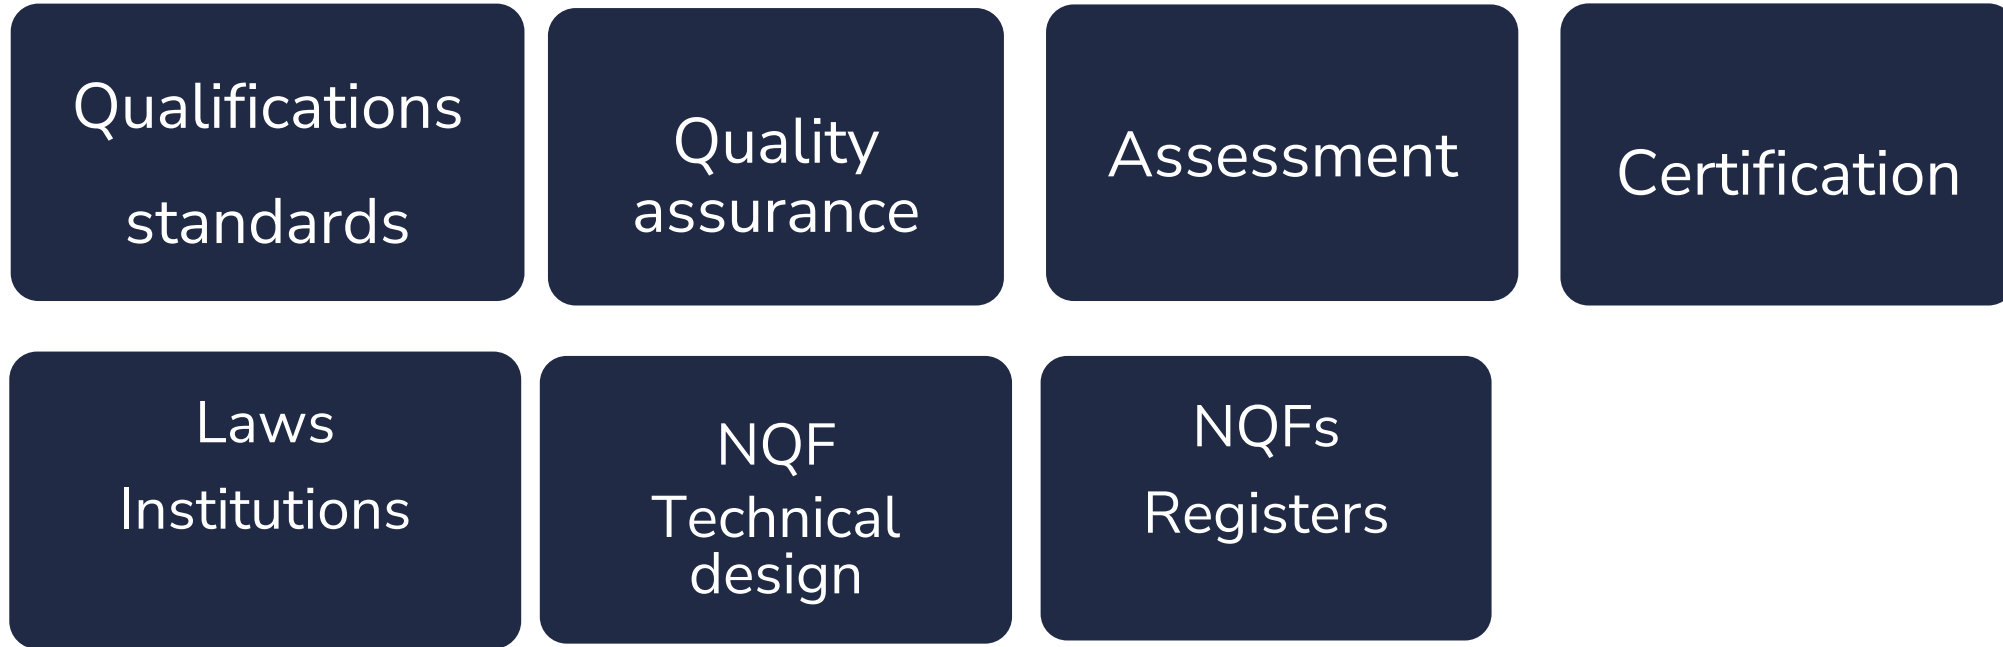 Qualifications
standards
Quality
assurance
Assessment
Certification
Laws
Institutions
NQF
Technical
design
NQFs
Registers